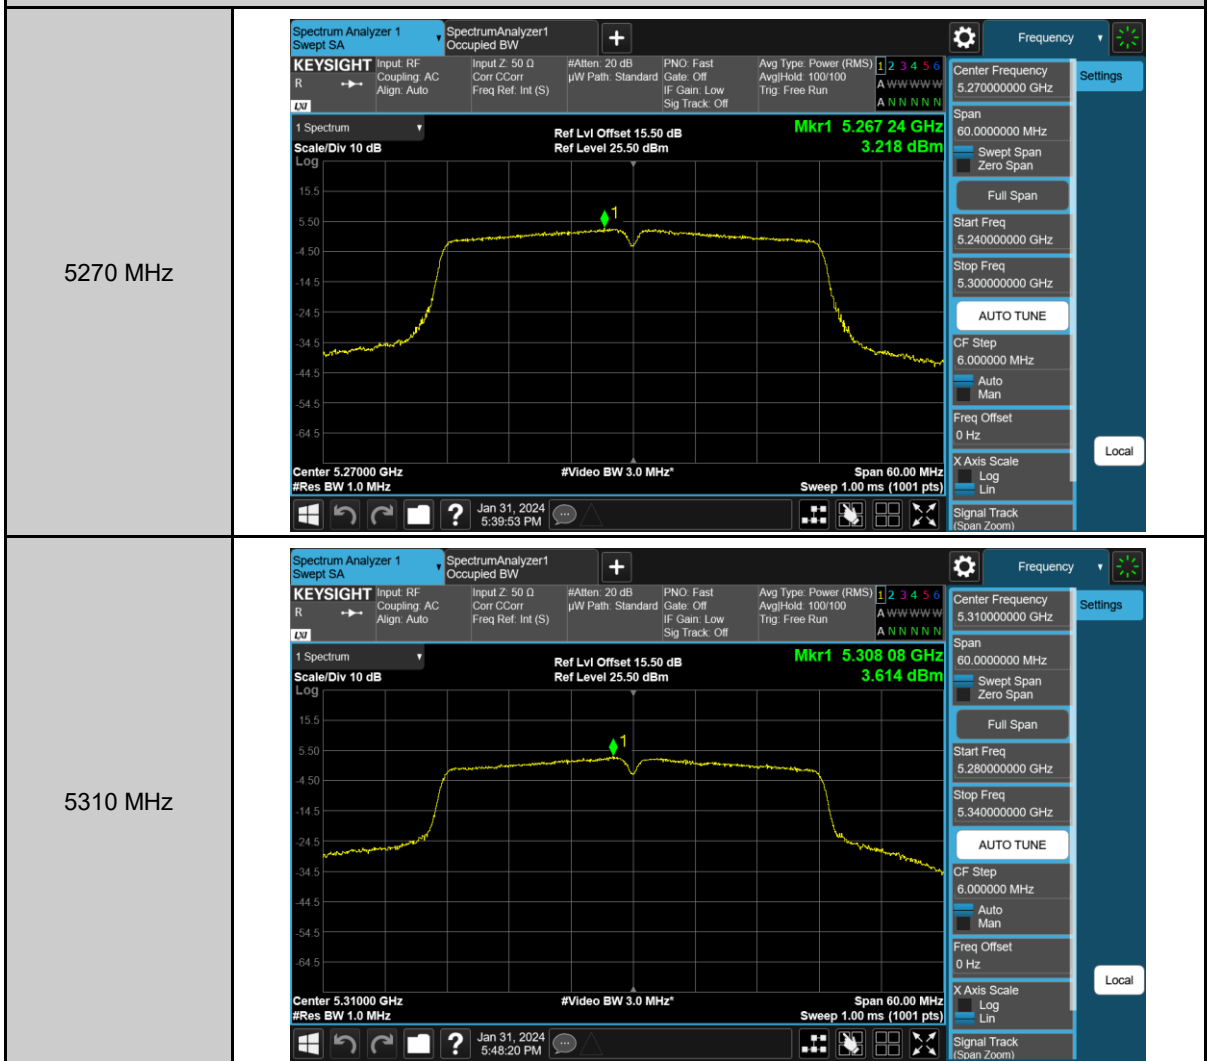 5270 MHz
Spectrum Analyzer 1
Swept SA
SpectrumAnalyzer1
Occupied BW
Frequency
KEYSIGHT
R
LXI
Input: RF
Coupling: AC
Align: Auto
Input Z: 50 Ω
Corr CCorr
Freq Ref: Int (S)
#Atten: 20 dB
µW Path: Standard
PNO: Fast
Gate: Off
IF Gain: Low
Sig Track: Off
Avg Type: Power (RMS)
Avg|Hold: 100/100
Trig: Free Run
1 2 3 4 5 6
A W W W W W
A N N N N N
1 Spectrum
Scale/Div 10 dB
Ref Lvl Offset 15.50 dB
Ref Level 25.50 dBm
Mkr1 5.267 24 GHz
3.218 dBm
Log
15.5
5.50
-4.50
-14.5
-24.5
-34.5
-44.5
-54.5
-64.5
1
Center 5.27000 GHz
#Res BW 1.0 MHz
#Video BW 3.0 MHz*
Span 60.00 MHz
Sweep 1.00 ms (1001 pts)
Jan 31, 2024
5:39:53 PM
Center Frequency
5.270000000 GHz
Span
60.0000000 MHz
Swept Span
Zero Span
Full Span
Start Freq
5.240000000 GHz
Stop Freq
5.300000000 GHz
AUTO TUNE
CF Step
6.000000 MHz
Auto
Man
Freq Offset
0 Hz
X Axis Scale
Log
Lin
Signal Track
(Span Zoom)
Settings
Local
5310 MHz
Spectrum Analyzer 1
Swept SA
SpectrumAnalyzer1
Occupied BW
Frequency
KEYSIGHT
R
LXI
Input: RF
Coupling: AC
Align: Auto
Input Z: 50 Ω
Corr CCorr
Freq Ref: Int (S)
#Atten: 20 dB
µW Path: Standard
PNO: Fast
Gate: Off
IF Gain: Low
Sig Track: Off
Avg Type: Power (RMS)
Avg|Hold: 100/100
Trig: Free Run
1 2 3 4 5 6
A W W W W W
A N N N N N
1 Spectrum
Scale/Div 10 dB
Ref Lvl Offset 15.50 dB
Ref Level 25.50 dBm
Mkr1 5.308 08 GHz
3.614 dBm
Log
15.5
5.50
-4.50
-14.5
-24.5
-34.5
-44.5
-54.5
-64.5
1
Center 5.31000 GHz
#Res BW 1.0 MHz
#Video BW 3.0 MHz*
Span 60.00 MHz
Sweep 1.00 ms (1001 pts)
Jan 31, 2024
5:48:20 PM
Center Frequency
5.310000000 GHz
Span
60.0000000 MHz
Swept Span
Zero Span
Full Span
Start Freq
5.280000000 GHz
Stop Freq
5.340000000 GHz
AUTO TUNE
CF Step
6.000000 MHz
Auto
Man
Freq Offset
0 Hz
X Axis Scale
Log
Lin
Signal Track
(Span Zoom)
Settings
Local